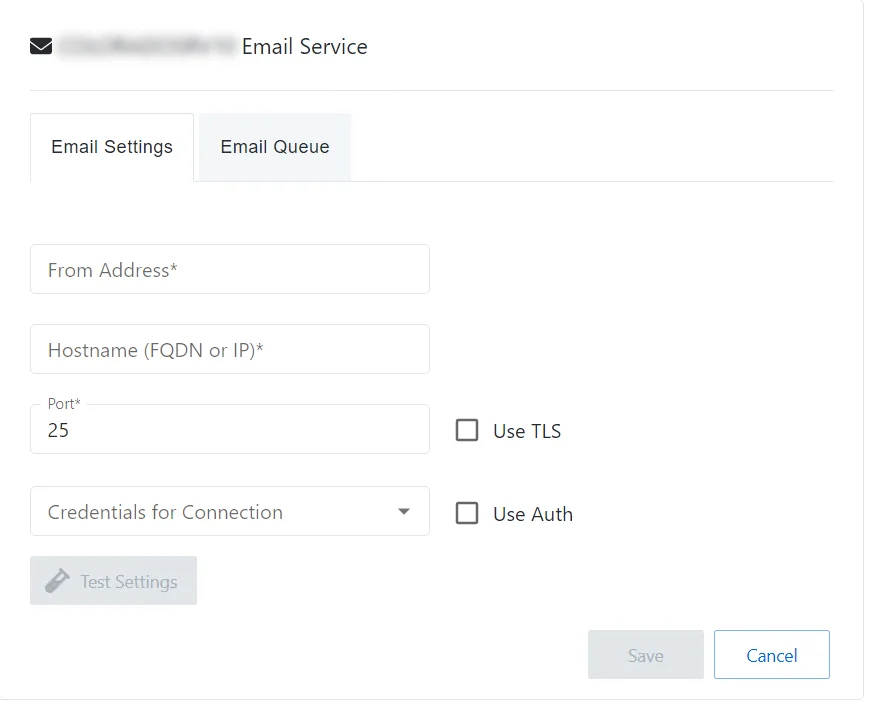 Email Service
Email Settings
Email Queue
From Address*
Hostname (FQDN or IP)*
Port*
25
Use TLS
Credentials for Connection
Use Auth
Test Settings
Save
Cancel